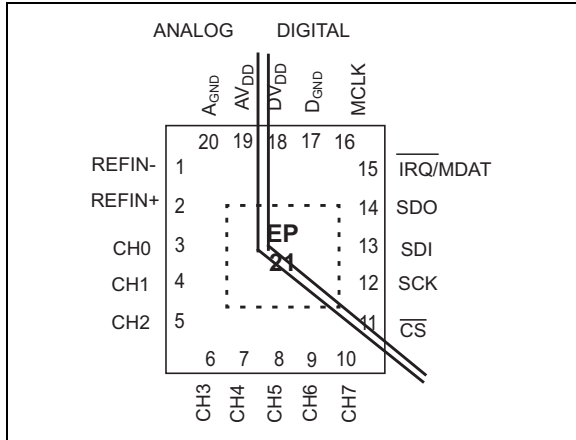 ANALOG DIGITAL
AGND AVDD DVDD DGND MCLK
20 19 18 17 16
REFIN- 1 15 IRQ/MDAT
REFIN+ 2 14 SDO
EP
CH0 3 13 SDI
21
CH1 4 12 SCK
CH2 5 11 CS
6 7 8 9 10
CH3 CH4 CH5 CH6 CH7